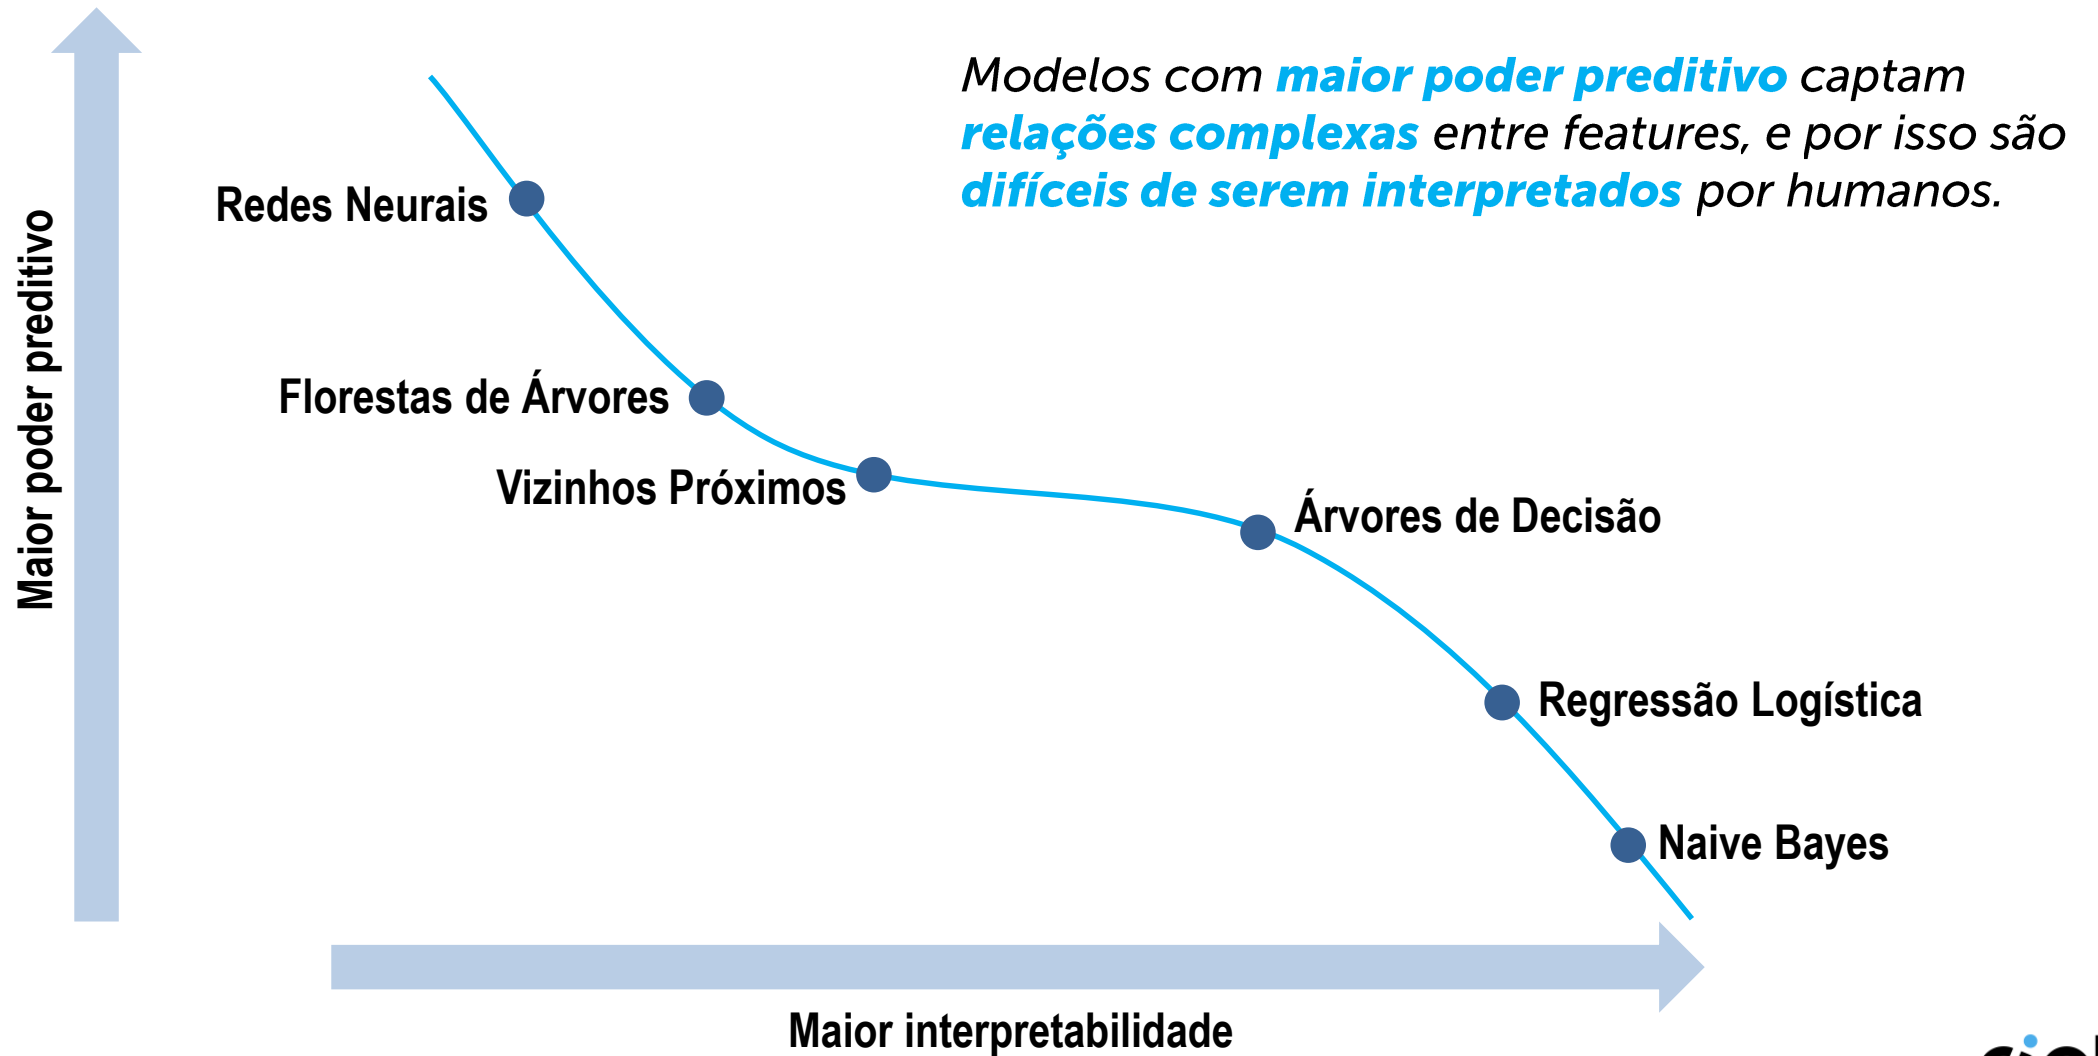 Modelos com maior poder preditivo captam
relações complexas entre features, e por isso são
difíceis de serem interpretados por humanos.
Maior poder preditivo
Redes Neurais
Florestas de Árvores
Vizinhos Próximos
Árvores de Decisão
Regressão Logística
Naive Bayes
Maior interpretabilidade